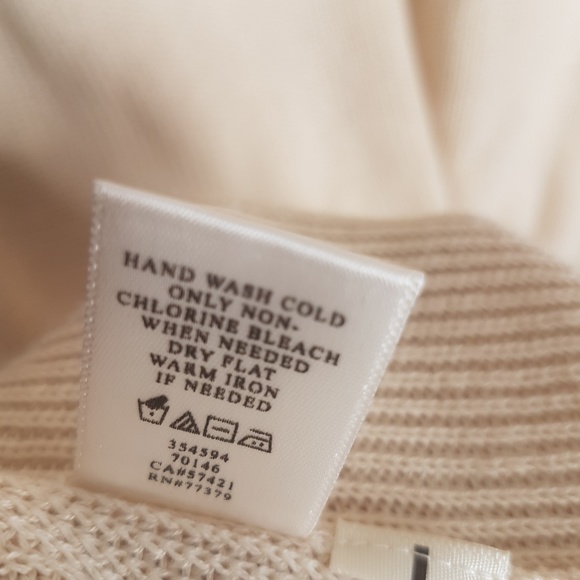 HAND WASH COLD
ONLY NON-
CHLORINE BLEACH
WHEN NEEDED
DRY FLAT
WARM IRON
IF NEEDED
354594
70146
CA#57421
RN#77379